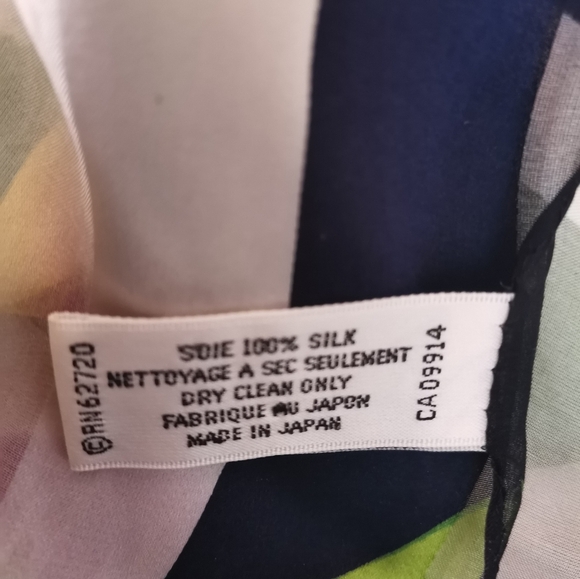 ©RN62720
SOIE 100% SILK
NETTOYAGE A SEC SEULEMENT
DRY CLEAN ONLY
FABRIQUE AU JAPON
MADE IN JAPAN
CA09914